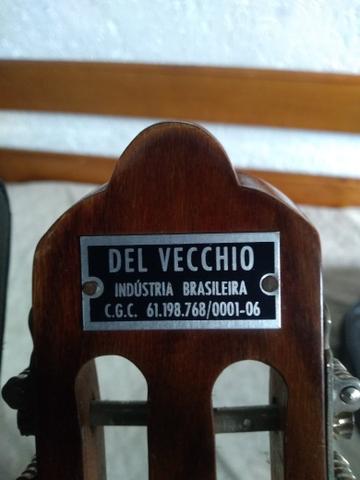 DEL VECCHIO
INDÚSTRIA BRASILEIRA
C.G.C. 61.198.768/0001-06